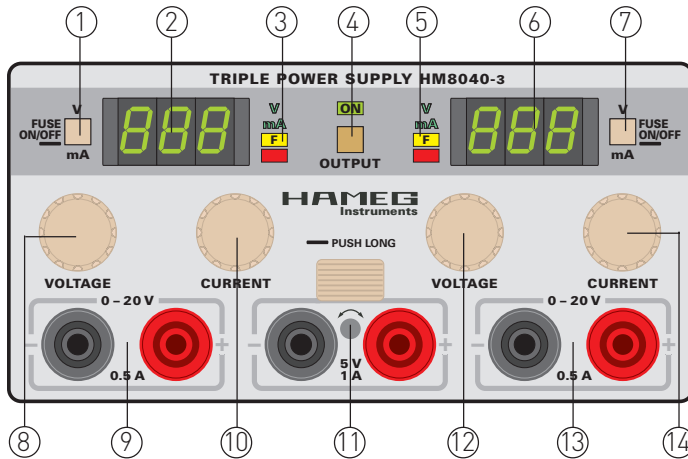 1 2 3 4 5 6 7
TRIPLE POWER SUPPLY HM8040-3
V V ON V V
FUSE ON/OFF 888 mA mA 888 FUSE ON/OFF
F F
mA OUTPUT mA
HAMEG
Instruments
PUSH LONG
VOLTAGE CURRENT VOLTAGE CURRENT
0 – 20 V 0 – 20 V
– + – + – +
5 V
0.5 A 1 A 0.5 A
8 9 10 11 12 13 14